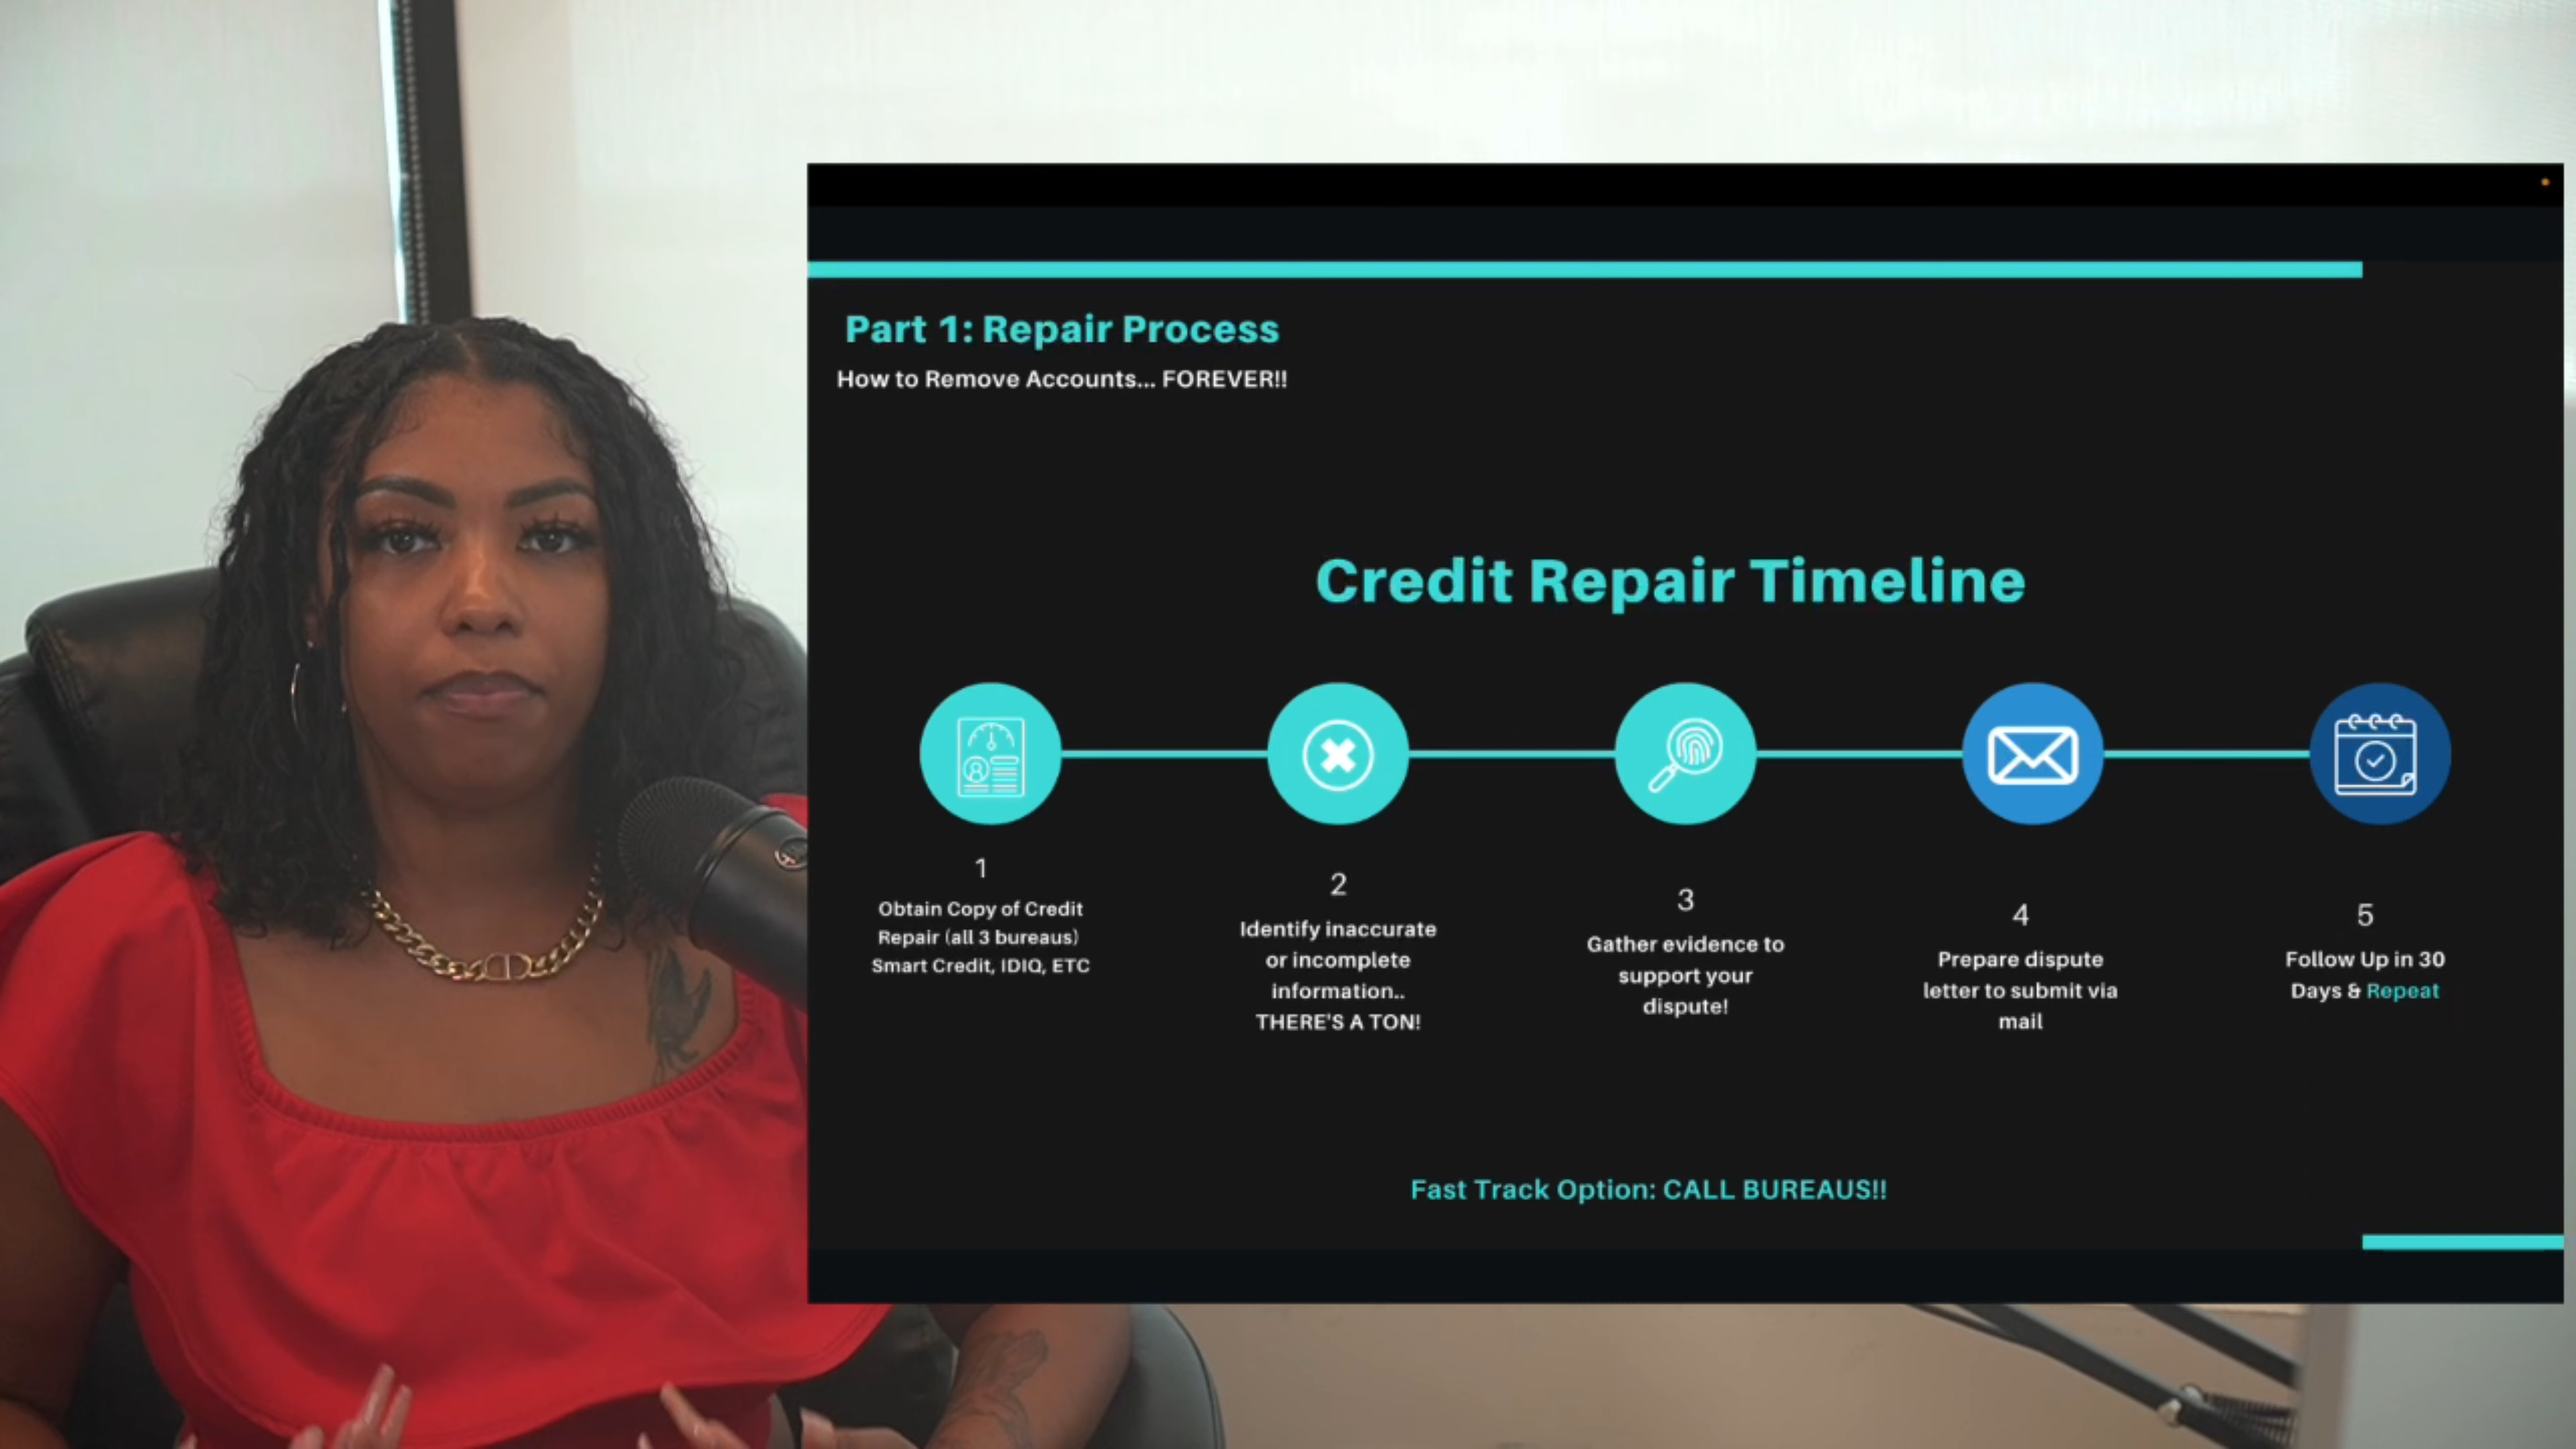 Part 1: Repair Process
How to Remove Accounts... FOREVER!!
Credit Repair Timeline
1
Obtain Copy of Credit
Repair (all 3 bureaus)
Smart Credit, IDIQ, ETC
2
Identify inaccurate
or incomplete
information..
THERE'S A TON!
3
Gather evidence to
support your
dispute!
4
Prepare dispute
letter to submit via
mail
5
Follow Up in 30
Days & Repeat
Fast Track Option: CALL BUREAUS!!